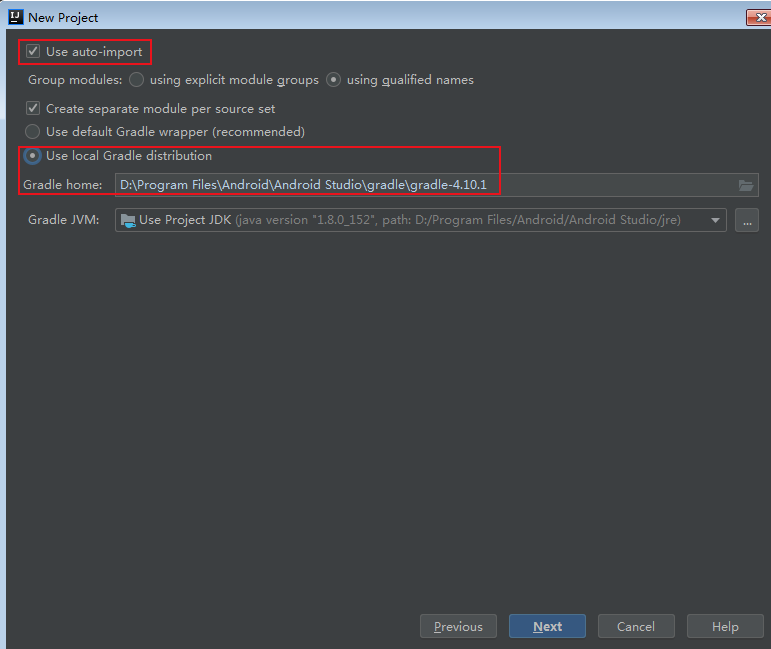 IJ New Project
Use auto-import
Group modules: using explicit module groups using qualified names
Create separate module per source set
Use default Gradle wrapper (recommended)
Use local Gradle distribution
Gradle home: D:\Program Files\Android\Android Studio\gradle\gradle-4.10.1
Gradle JVM: Use Project JDK (java version "1.8.0_152", path: D:/Program Files/Android/Android Studio/jre) ...
Previous Next Cancel Help